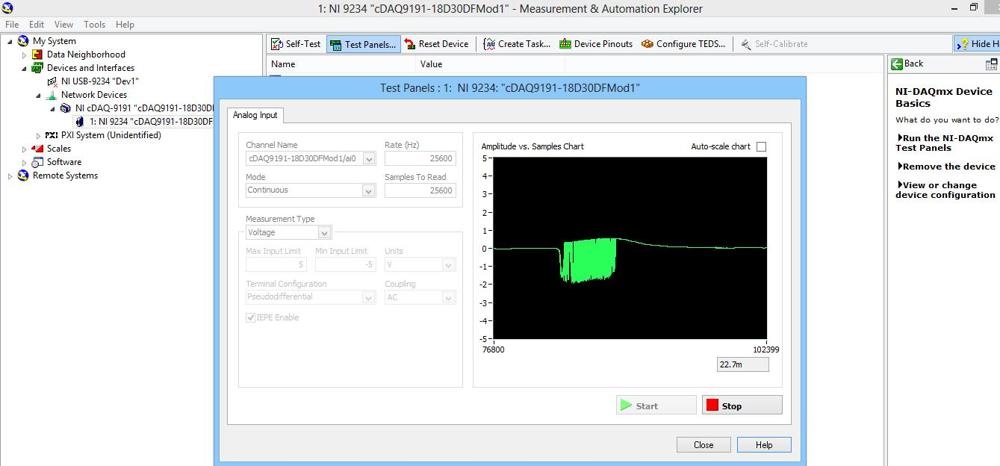 1: NI 9234 "cDAQ9191-18D30DFMod1" - Measurement & Automation Explorer
File Edit View Tools Help
My System
Data Neighborhood
Devices and Interfaces
NI USB-9234 "Dev1"
Network Devices
NI cDAQ-9191 "cDAQ9191-18D30DF
1: NI 9234 "cDAQ9191-18D30DF
PXI PXI System (Unidentified)
Scales
Software
Remote Systems
Self-Test Test Panels... Reset Device Create Task... Device Pinouts Configure TEDS... Self-Calibrate ? Hide H
Name Value
Back
NI-DAQmx Device
Basics
What do you want to do?
Run the NI-DAQmx
Test Panels
Remove the device
View or change
device configuration
Test Panels : 1: NI 9234: "cDAQ9191-18D30DFMod1"
Analog Input
Channel Name Rate (Hz)
cDAQ9191-18D30DFMod1/ai0 25600
Mode Samples To Read
Continuous 25600
Measurement Type
Voltage
Max Input Limit Min Input Limit Units
5 -5 V
Terminal Configuration Coupling
Pseudodifferential AC
IEPE Enable
Amplitude vs. Samples Chart Auto-scale chart
5
4
3
2
1
0
-1
-2
-3
-4
-5
76800 102399
22.7m
Start Stop
Close Help